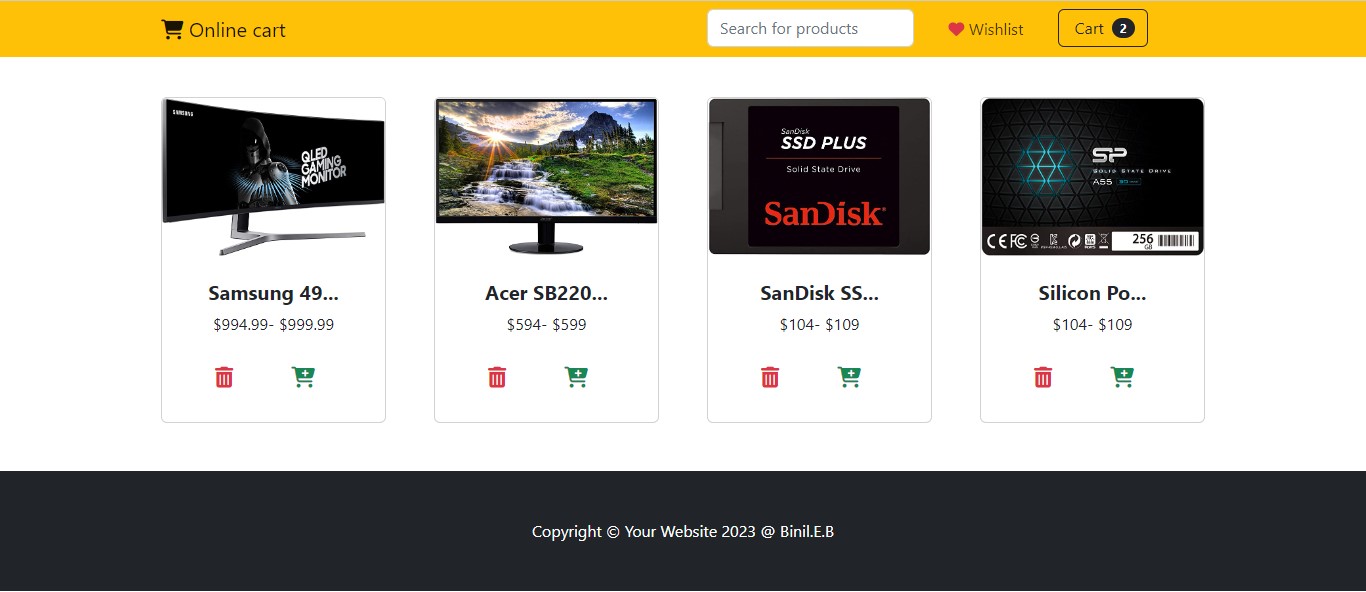 Online cart
Search for products
Wishlist
Cart 2
SAMSUNG
QLED
GAMING
MONITOR
SanDisk
SSD PLUS
Solid State Drive
SanDisk
SP
SOLID STATE DRIVE
A55
256
GB
Samsung 49...
Acer SB220...
SanDisk SS...
Silicon Po...
$994.99- $999.99
$594- $599
$104- $109
$104- $109
Copyright © Your Website 2023 @ Binil.E.B